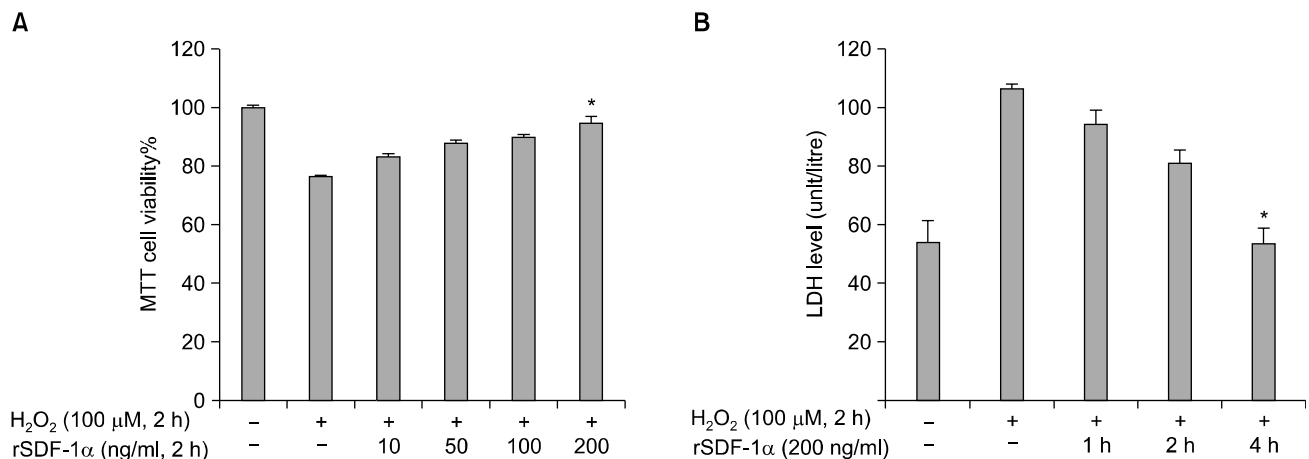 A
120
100
80
60
40
20
0
MTT cell viability%
*
H₂O₂ (100 μM, 2 h) – + + + + +
rSDF-1α (ng/ml, 2 h) – – 10 50 100 200
B
120
100
80
60
40
20
0
LDH level (unlt/litre)
*
H₂O₂ (100 μM, 2 h) – + + + +
rSDF-1α (200 ng/ml) – – 1 h 2 h 4 h